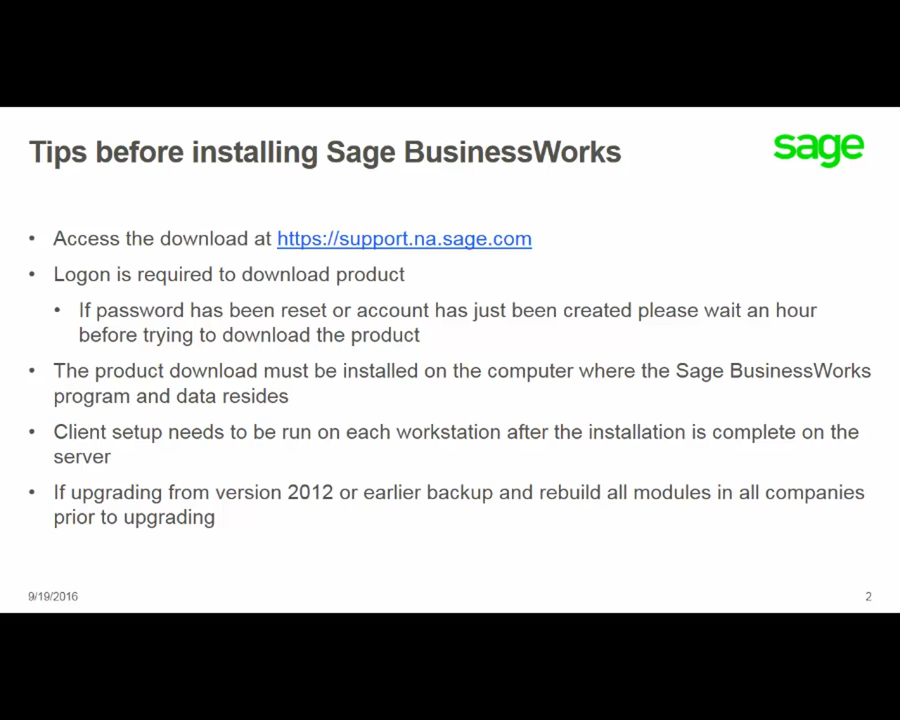 Tips before installing Sage BusinessWorks
sage
• Access the download at https://support.na.sage.com
• Logon is required to download product
• If password has been reset or account has just been created please wait an hour
before trying to download the product
• The product download must be installed on the computer where the Sage BusinessWorks
program and data resides
• Client setup needs to be run on each workstation after the installation is complete on the
server
• If upgrading from version 2012 or earlier backup and rebuild all modules in all companies
prior to upgrading
9/19/2016
2